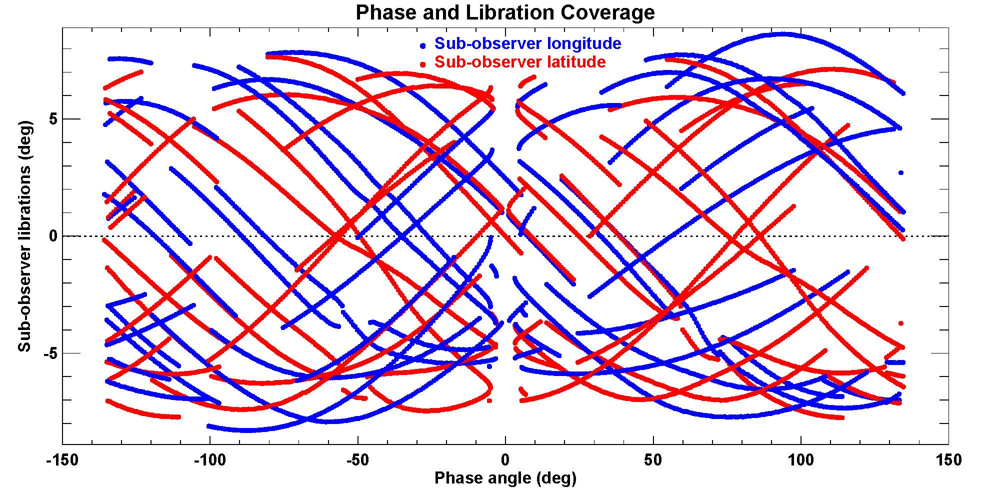 Phase and Libration Coverage
Sub-observer longitude
Sub-observer latitude
Sub-observer librations (deg)
5
0
-5
-150 -100 -50 0 50 100 150
Phase angle (deg)